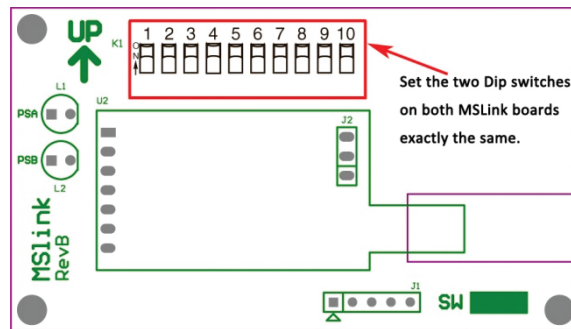 UP
K1
O
N
1 2 3 4 5 6 7 8 9 10
Set the two Dip switches
on both MSLink boards
exactly the same.
L1
PSA
U2
J2
PSB
L2
MSlink
RevB
J1
SW